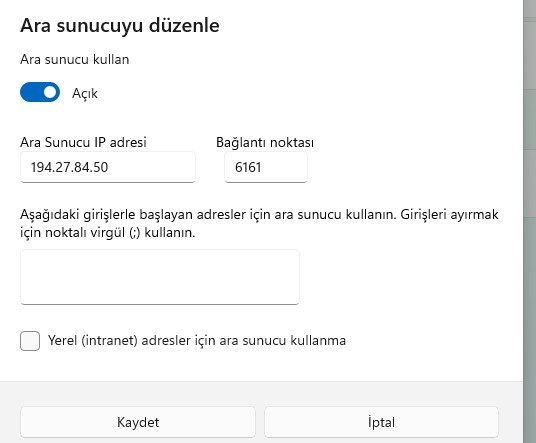 Ara sunucuyu düzenle
Ara sunucu kullan
Açık
Ara Sunucu IP adresi
Bağlantı noktası
194.27.84.50
6161
Aşağıdaki girişlerle başlayan adresler için ara sunucu kullanın. Girişleri ayırmak
için noktalı virgül (;) kullanın.
Yerel (intranet) adresler için ara sunucu kullanma
Kaydet
İptal